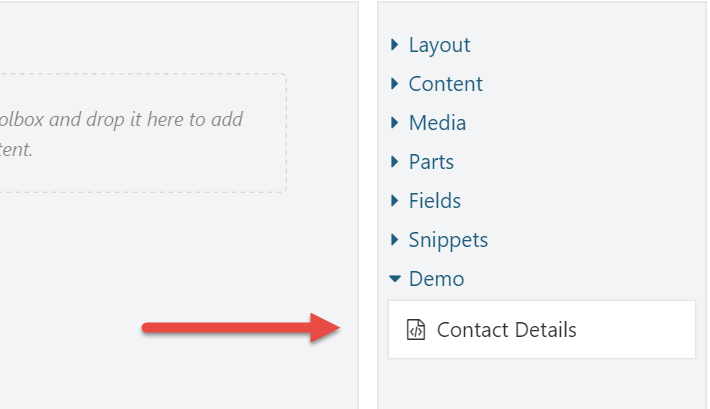 olbox and drop it here to add
tent.
Layout
Content
Media
Parts
Fields
Snippets
Demo
Contact Details